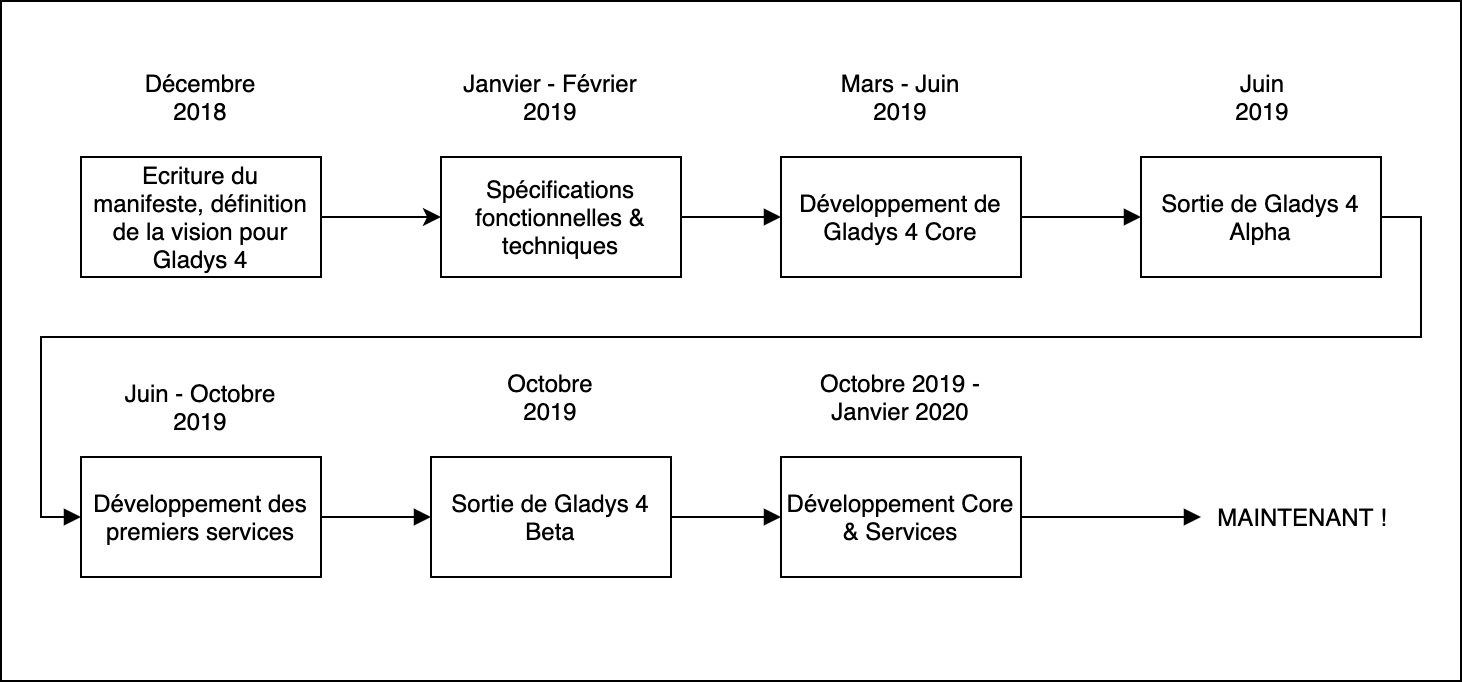 Décembre
2018
Janvier - Février
2019
Mars - Juin
2019
Juin
2019
Ecriture du
manifeste, définition
de la vision pour
Gladys 4
Spécifications
fonctionnelles &
techniques
Développement de
Gladys 4 Core
Sortie de Gladys 4
Alpha
Juin - Octobre
2019
Octobre
2019
Octobre 2019 -
Janvier 2020
Développement des
premiers services
Sortie de Gladys 4
Beta
Développement Core
& Services
MAINTENANT !